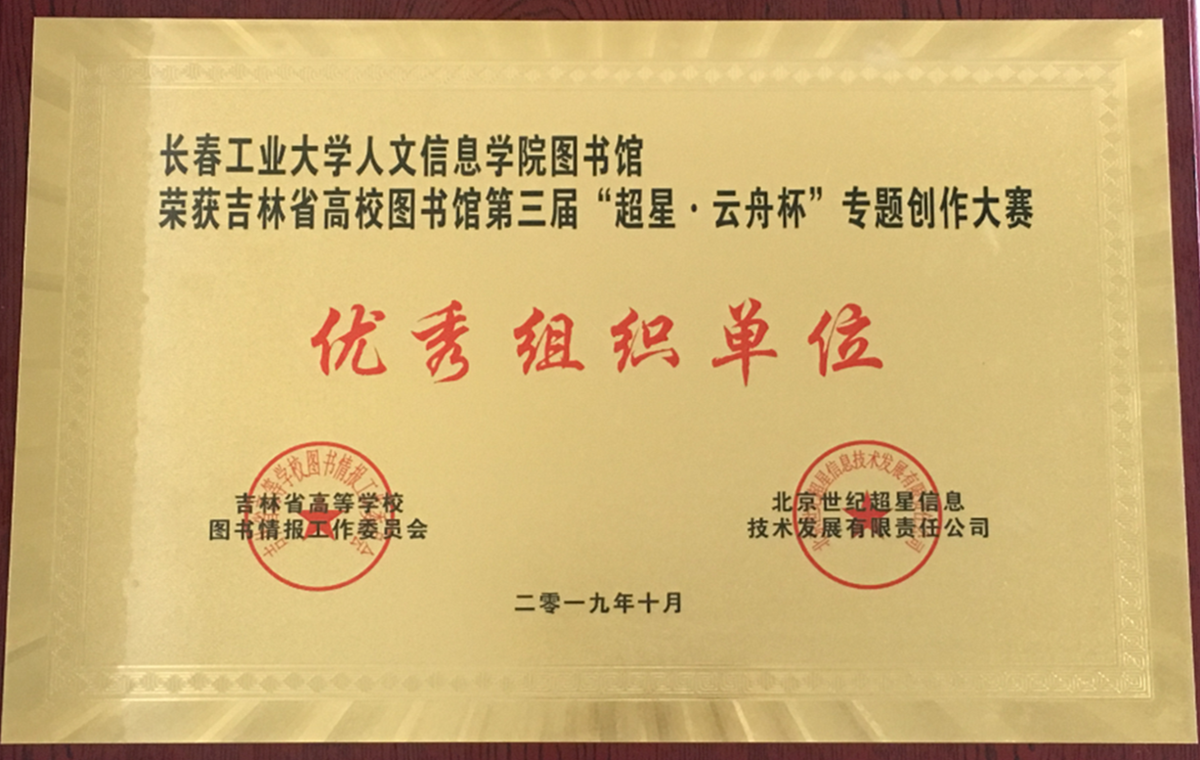 长春工业大学人文信息学院图书馆
荣获吉林省高校图书馆第三届“超星·云舟杯”专题创作大赛
优秀组织单位
吉林省高等学校
图书情报工作委员会
北京世纪超星信息
技术发展有限责任公司
二零一九年十月